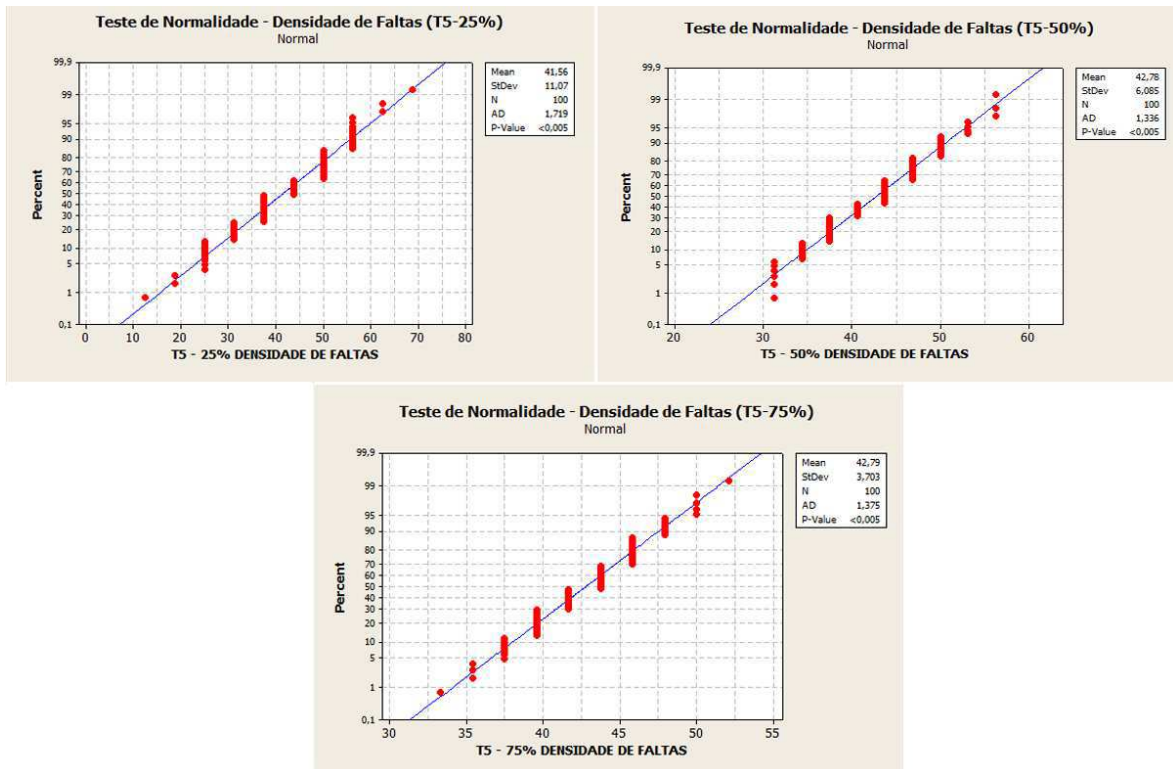 Teste de Normalidade - Densidade de Faltas (T5-25%)
Normal
99,9
99
95
90
80
70
60
50
40
30
20
10
5
1
0,1
Percent
0 10 20 30 40 50 60 70 80
T5 - 25% DENSIDADE DE FALTAS
Mean 41,56
StDev 11,07
N 100
AD 1,719
P-Value <0,005
Teste de Normalidade - Densidade de Faltas (T5-50%)
Normal
99,9
99
95
90
80
70
60
50
40
30
20
10
5
1
0,1
Percent
20 30 40 50 60
T5 - 50% DENSIDADE DE FALTAS
Mean 42,78
StDev 6,085
N 100
AD 1,336
P-Value <0,005
Teste de Normalidade - Densidade de Faltas (T5-75%)
Normal
99,9
99
95
90
80
70
60
50
40
30
20
10
5
1
0,1
Percent
30 35 40 45 50 55
T5 - 75% DENSIDADE DE FALTAS
Mean 42,79
StDev 3,703
N 100
AD 1,375
P-Value <0,005